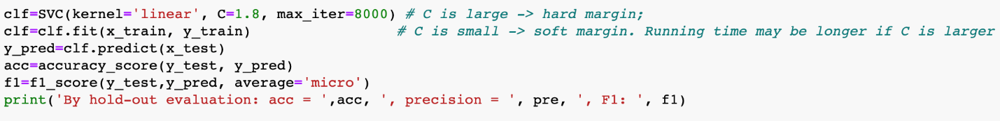 clf=SVC(kernel='linear', C=1.8, max_iter=8000) # C is large -> hard margin;
clf=clf.fit(x_train, y_train) # C is small -> soft margin. Running time may be longer if C is larger
y_pred=clf.predict(x_test)
acc=accuracy_score(y_test, y_pred)
f1=f1_score(y_test,y_pred, average='micro')
print('By hold-out evaluation: acc = ',acc, ', precision = ', pre, ', F1: ', f1)